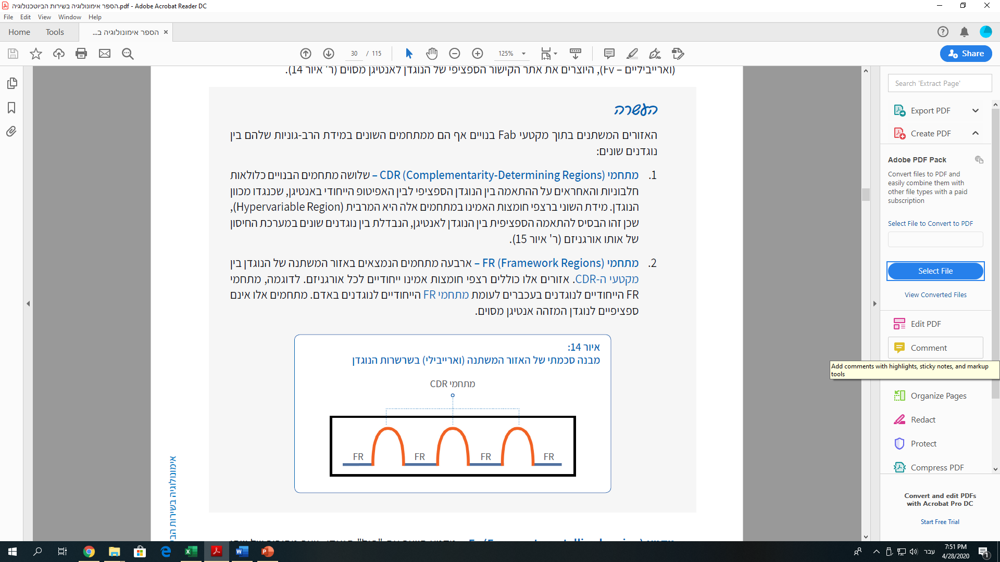 הספר אימונולוגיה בשירות הביוטכנולוגיה.pdf - Adobe Acrobat Reader DC
File Edit View Window Help
Home Tools הספר אימונולוגיה ב...
30 / 115 125% Share
(וארייביליים – Fv), היוצרים את אתר הקישור הספציפי של הנוגדן לאנטיגן מסוים (ר' איור 14).
העשרה
האזורים המשתנים בתוך מקטעי Fab בנויים אף הם ממתחמים השונים במידת הרב-גוניות שלהם בין
נוגדנים שונים:
1. מתחמי CDR (Complementarity-Determining Regions) – שלושה מתחמים הבנויים כלולאות
חלבוניות והאחראים על ההתאמה בין הנוגדן הספציפי לבין האפיטופ הייחודי באנטיגן, שכנגדו מכוון
הנוגדן. מידת השוני ברצפי חומצות האמינו במתחמים אלה היא המרבית (Hypervariable Region),
שכן זהו הבסיס להתאמה הספציפית בין הנוגדן לאנטיגן, הנבדלת בין נוגדנים שונים במערכת החיסון
של אותו אורגניזם (ר' איור 15).
2. מתחמי FR (Framework Regions) – ארבעה מתחמים הנמצאים באזור המשתנה של הנוגדן בין
מקטעי ה-CDR. אזורים אלו כוללים רצפי חומצות אמינו ייחודיים לכל אורגניזם. לדוגמה, מתחמי
FR הייחודיים לנוגדנים בעכברים לעומת מתחמי FR הייחודיים לנוגדנים באדם. מתחמים אלו אינם
ספציפיים לנוגדן המזהה אנטיגן מסוים.
איור 14:
מבנה סכמתי של האזור המשתנה (וארייבילי) בשרשרות הנוגדן
מתחמי CDR
FR FR FR FR
אימונולוגיה בשירות הבי
Search 'Extract Page'
Export PDF
Create PDF
Adobe PDF Pack
Convert files to PDF and
easily combine them with
other file types with a paid
subscription
Select File to Convert to PDF
Select File
View Converted Files
Edit PDF
Comment
Add comments with highlights, sticky notes, and markup
tools
Organize Pages
Redact
Protect
Compress PDF
Convert and edit PDFs
with Acrobat Pro DC
Start Free Trial
עבר 7:51 PM
4/28/2020
1